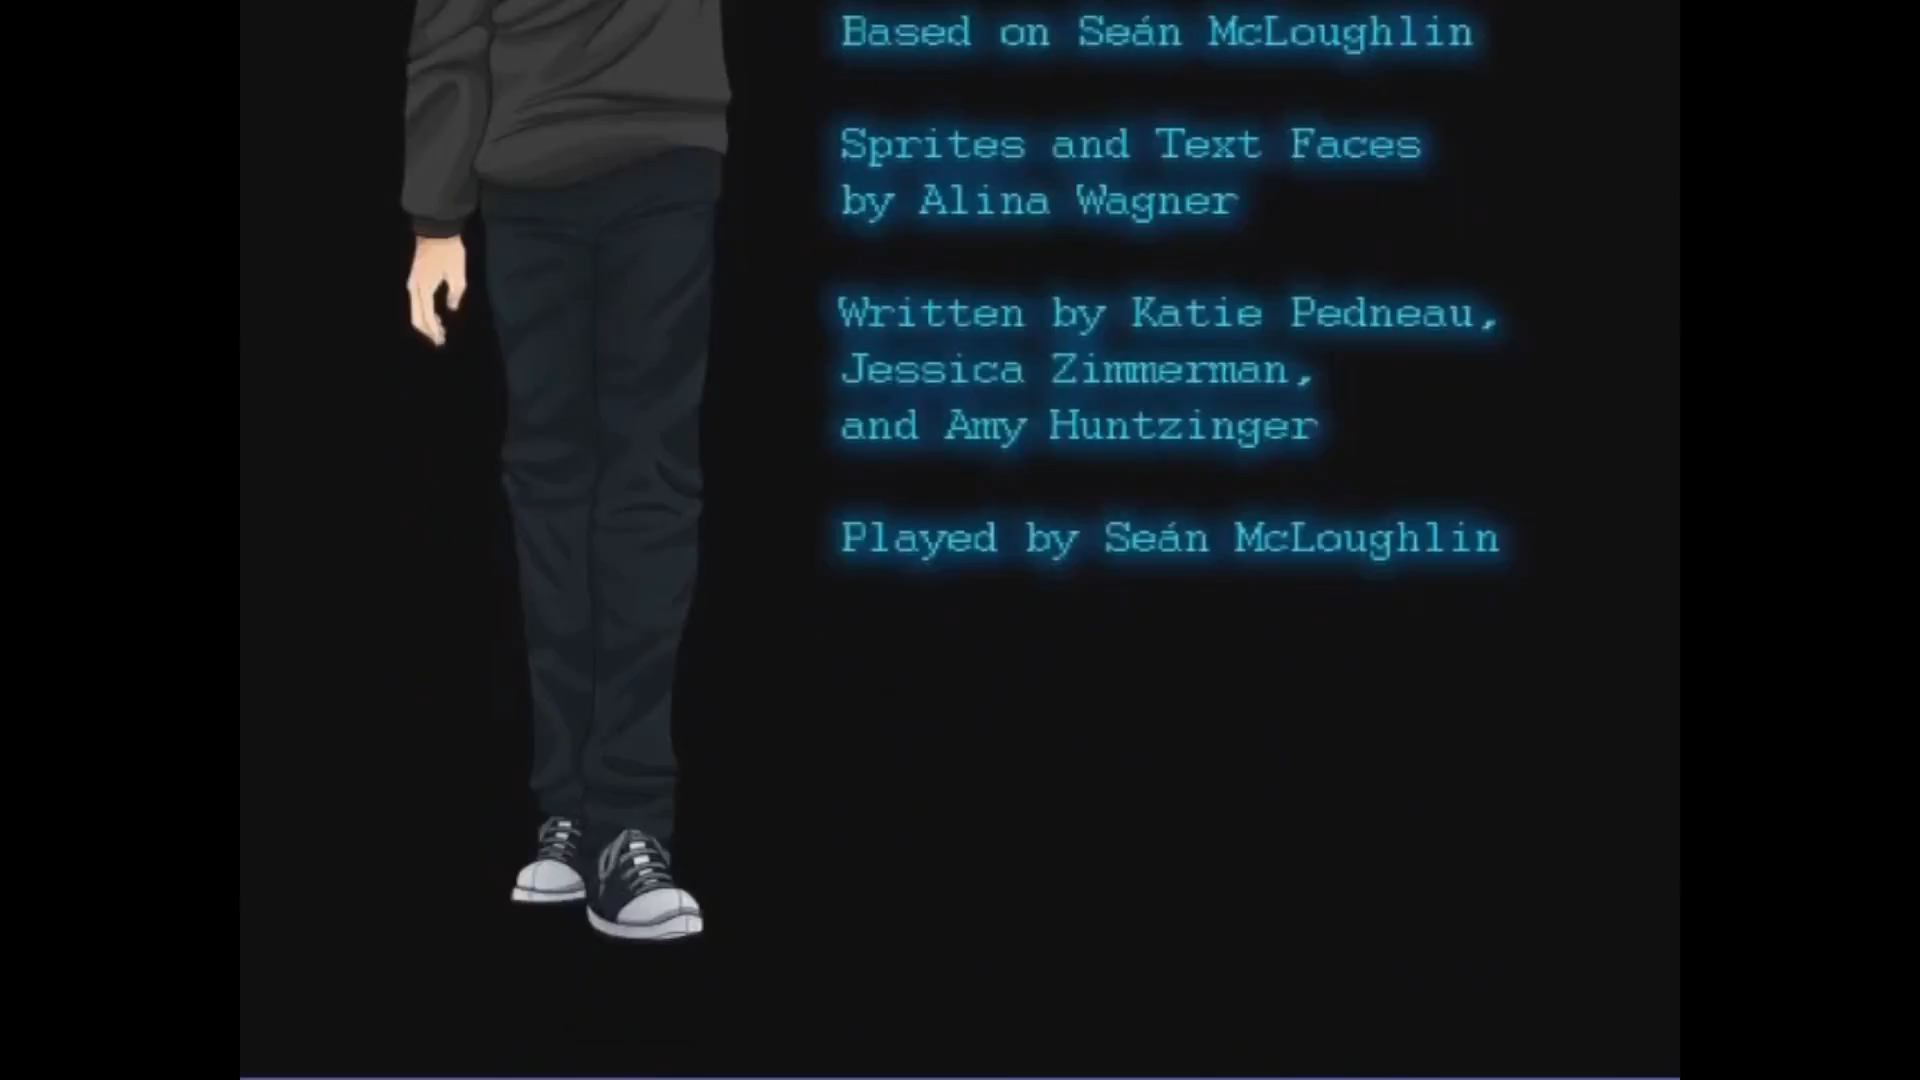 Based on Seán McLoughlin
Sprites and Text Faces
by Alina Wagner
Written by Katie Pedneau,
Jessica Zimmerman,
and Amy Huntzinger
Played by Seán McLoughlin